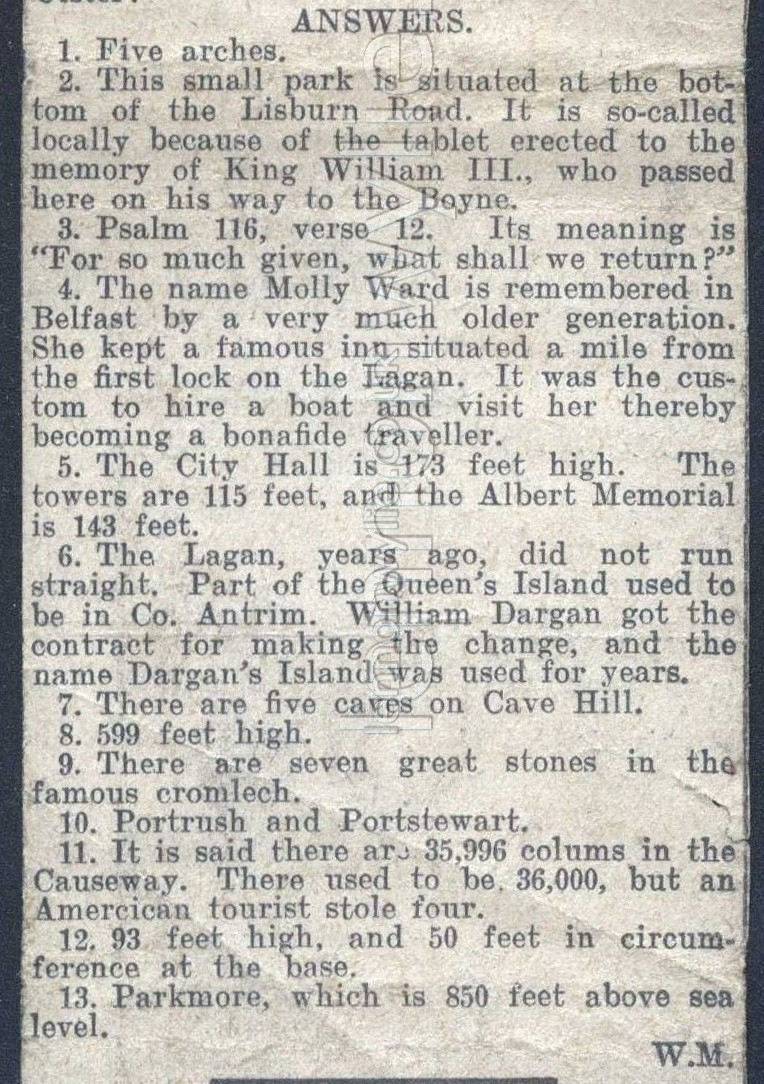 ANSWERS.
1. Five arches.
2. This small park is situated at the bot-
tom of the Lisburn Road. It is so-called
locally because of the tablet erected to the
memory of King William III., who passed
here on his way to the Boyne.
3. Psalm 116, verse 12. Its meaning is
"For so much given, what shall we return?"
4. The name Molly Ward is remembered in
Belfast by a very much older generation.
She kept a famous inn situated a mile from
the first lock on the Lagan. It was the cus-
tom to hire a boat and visit her thereby
becoming a bonafide traveller.
5. The City Hall is 173 feet high. The
towers are 115 feet, and the Albert Memorial
is 143 feet.
6. The Lagan, years ago, did not run
straight. Part of the Queen's Island used to
be in Co. Antrim. William Dargan got the
contract for making the change, and the
name Dargan's Island was used for years.
7. There are five caves on Cave Hill.
8. 599 feet high.
9. There are seven great stones in the
famous cromlech.
10. Portrush and Portstewart.
11. It is said there are 35,996 colums in the
Causeway. There used to be 36,000, but an
Amercican tourist stole four.
12. 93 feet high, and 50 feet in circum-
ference at the base.
13. Parkmore, which is 850 feet above sea
level.
W.M.